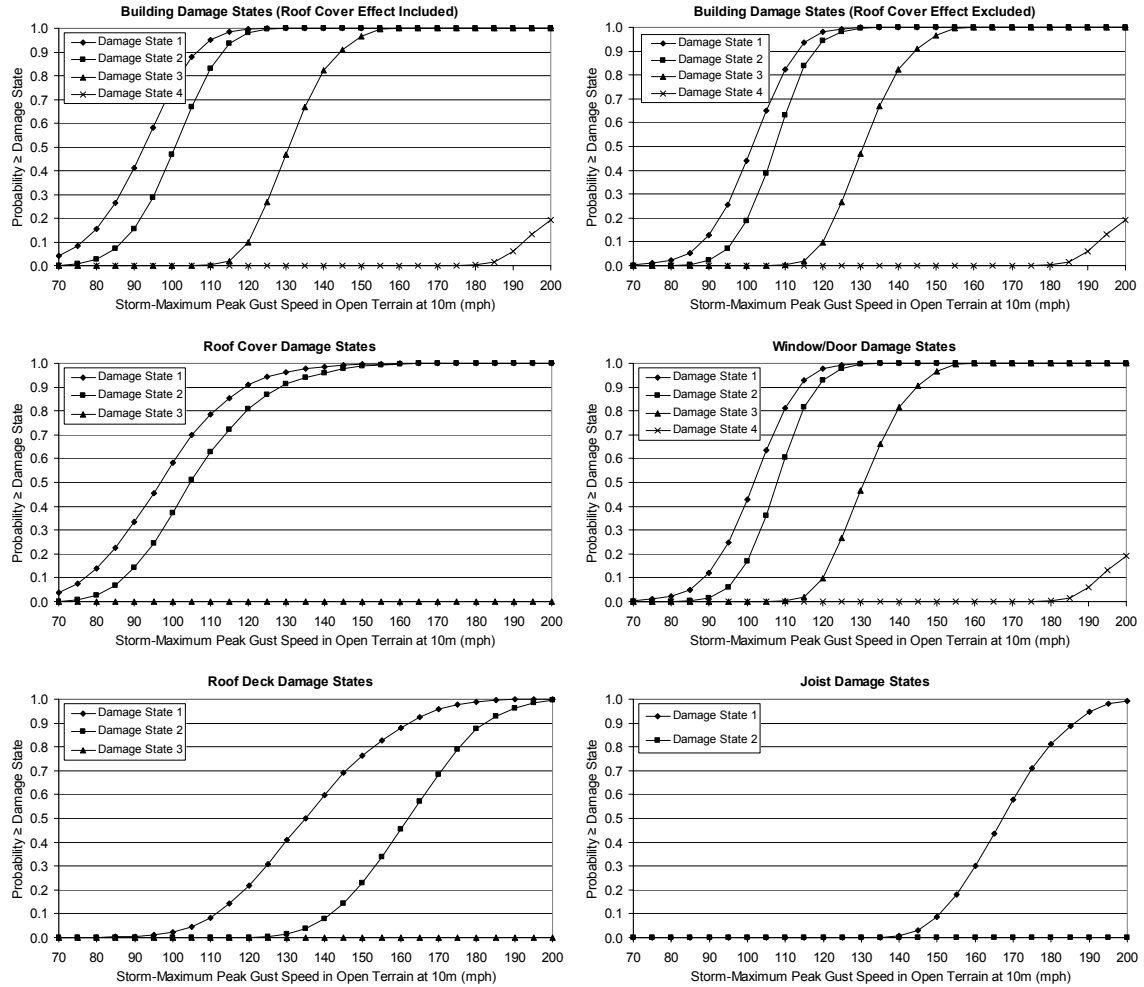 Building Damage States (Roof Cover Effect Included)
Probability ≥ Damage State
1.0
0.9
0.8
0.7
0.6
0.5
0.4
0.3
0.2
0.1
0.0
Damage State 1
Damage State 2
Damage State 3
Damage State 4
70 80 90 100 110 120 130 140 150 160 170 180 190 200
Storm-Maximum Peak Gust Speed in Open Terrain at 10m (mph)
Building Damage States (Roof Cover Effect Excluded)
Probability ≥ Damage State
1.0
0.9
0.8
0.7
0.6
0.5
0.4
0.3
0.2
0.1
0.0
Damage State 1
Damage State 2
Damage State 3
Damage State 4
70 80 90 100 110 120 130 140 150 160 170 180 190 200
Storm-Maximum Peak Gust Speed in Open Terrain at 10m (mph)
Roof Cover Damage States
Probability ≥ Damage State
1.0
0.9
0.8
0.7
0.6
0.5
0.4
0.3
0.2
0.1
0.0
Damage State 1
Damage State 2
Damage State 3
70 80 90 100 110 120 130 140 150 160 170 180 190 200
Storm-Maximum Peak Gust Speed in Open Terrain at 10m (mph)
Window/Door Damage States
Probability ≥ Damage State
1.0
0.9
0.8
0.7
0.6
0.5
0.4
0.3
0.2
0.1
0.0
Damage State 1
Damage State 2
Damage State 3
Damage State 4
70 80 90 100 110 120 130 140 150 160 170 180 190 200
Storm-Maximum Peak Gust Speed in Open Terrain at 10m (mph)
Roof Deck Damage States
Probability ≥ Damage State
1.0
0.9
0.8
0.7
0.6
0.5
0.4
0.3
0.2
0.1
0.0
Damage State 1
Damage State 2
Damage State 3
70 80 90 100 110 120 130 140 150 160 170 180 190 200
Storm-Maximum Peak Gust Speed in Open Terrain at 10m (mph)
Joist Damage States
Probability ≥ Damage State
1.0
0.9
0.8
0.7
0.6
0.5
0.4
0.3
0.2
0.1
0.0
Damage State 1
Damage State 2
70 80 90 100 110 120 130 140 150 160 170 180 190 200
Storm-Maximum Peak Gust Speed in Open Terrain at 10m (mph)